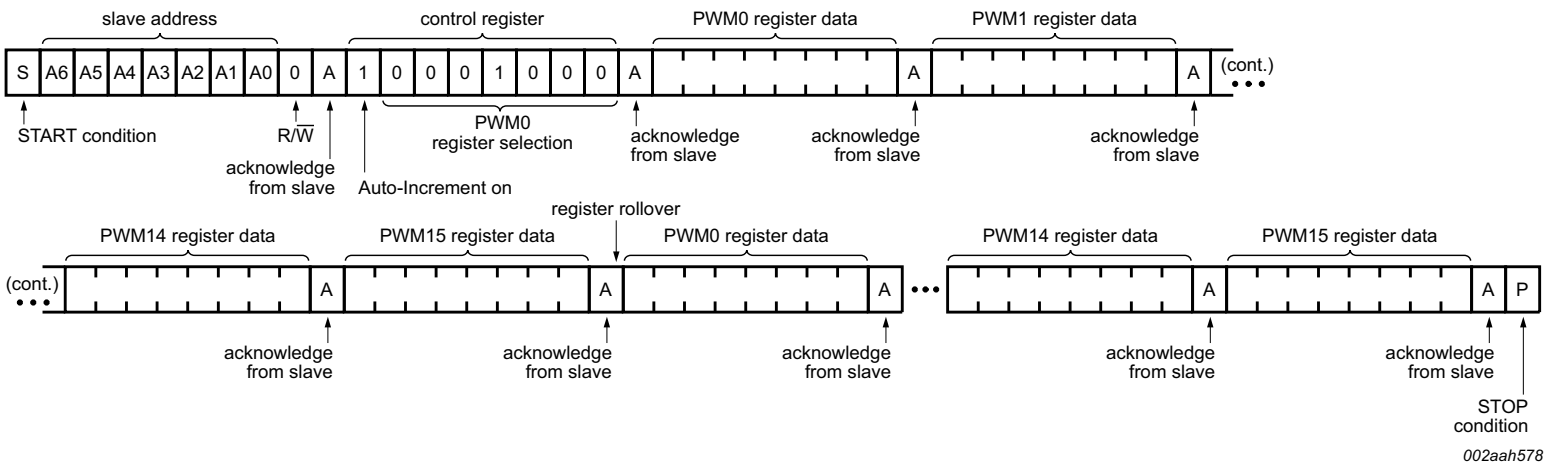 slave address control register PWM0 register data PWM1 register data
S A6 A5 A4 A3 A2 A1 A0 0 A 1 0 0 0 1 0 0 0 A A A (cont.)
START condition
R/W̅
acknowledge
from slave
Auto-Increment on
PWM0
register selection
acknowledge
from slave
acknowledge
from slave
acknowledge
from slave
register rollover
PWM14 register data PWM15 register data PWM0 register data PWM14 register data PWM15 register data
(cont.) A A A A A P
acknowledge
from slave
acknowledge
from slave
acknowledge
from slave
acknowledge
from slave
acknowledge
from slave
STOP
condition
002aah578